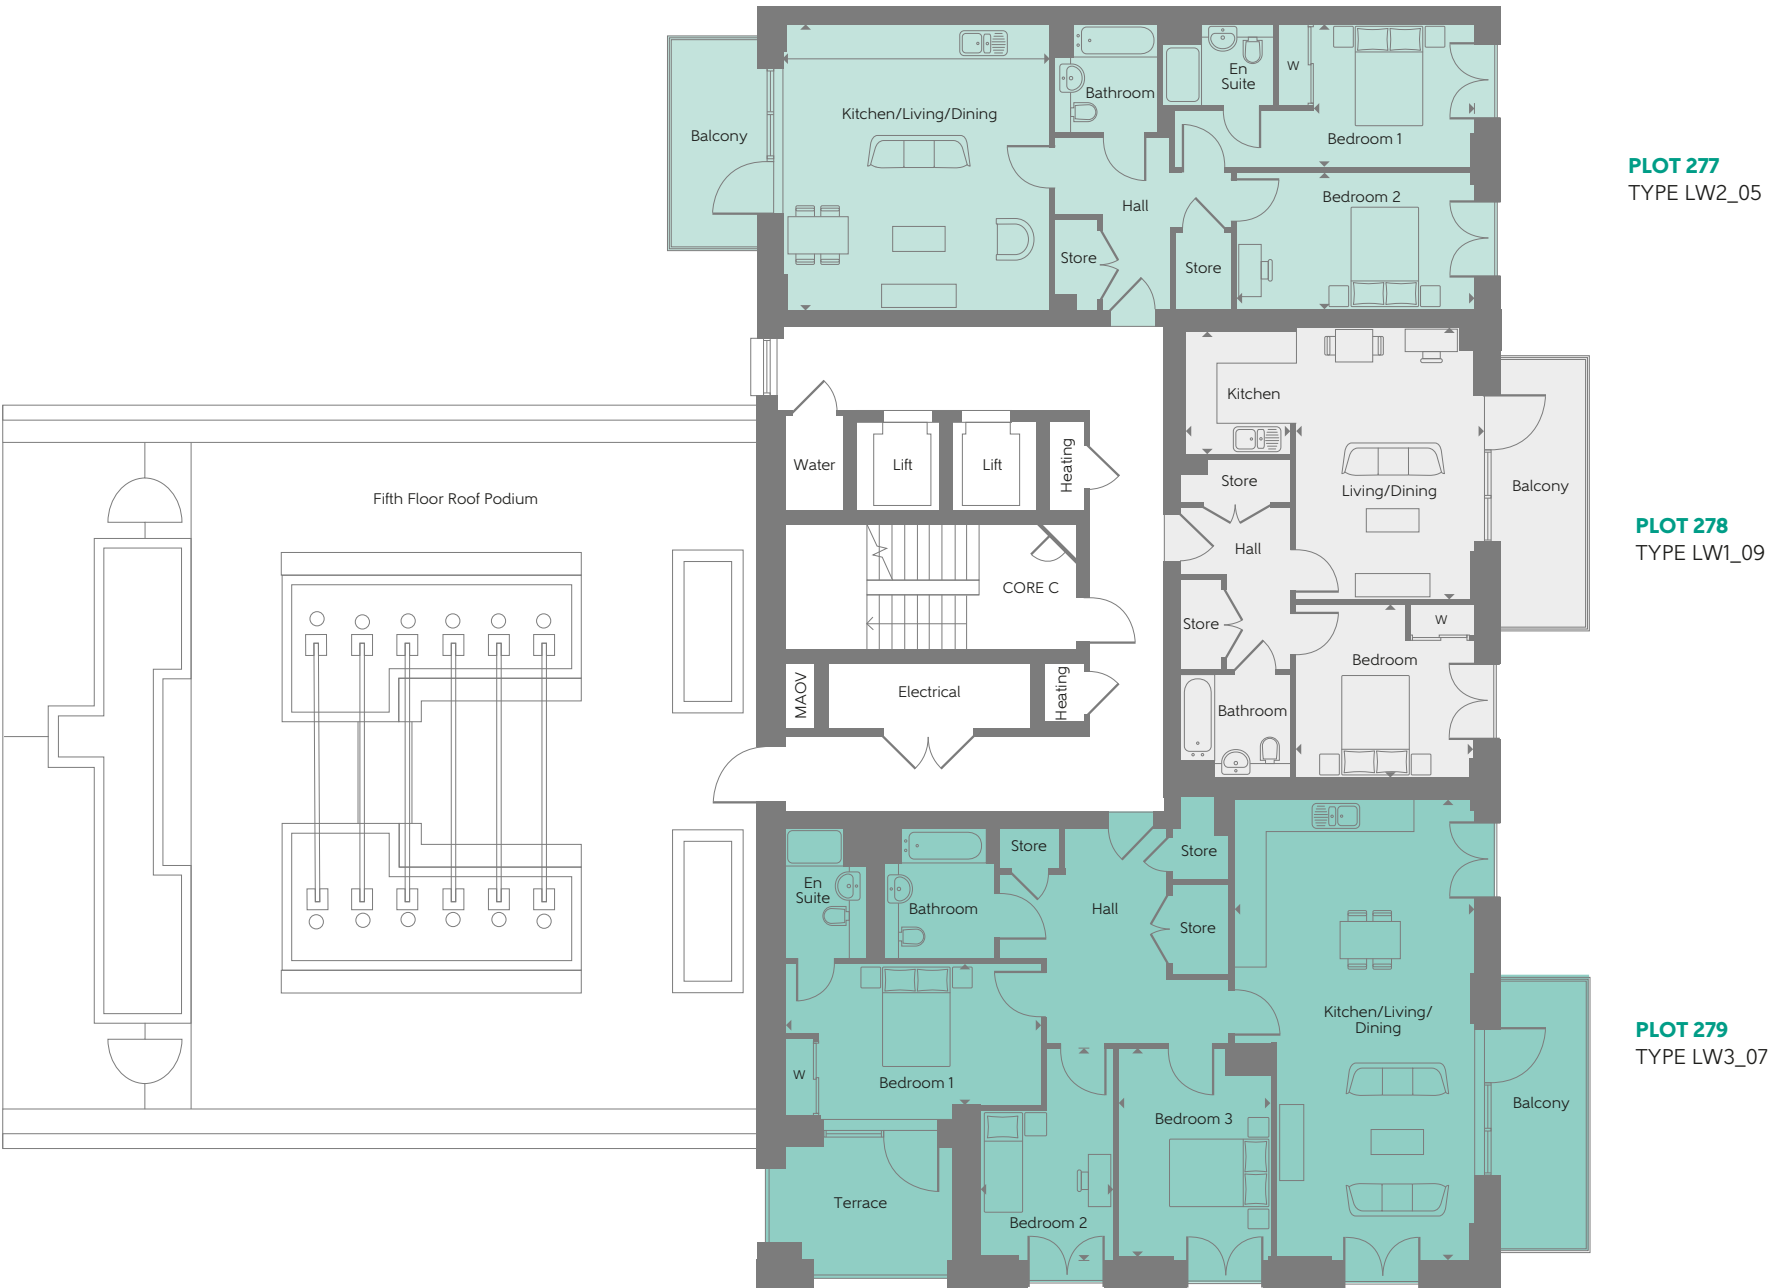 Balcony
Kitchen/Living/Dining
Bathroom
En
Suite
W
Bedroom 1
Bedroom 2
Hall
Store
Store
PLOT 277
TYPE LW2_05
Kitchen
Living/Dining
Balcony
Store
Hall
Store
Bathroom
Bedroom
W
PLOT 278
TYPE LW1_09
Water
Lift
Lift
Heating
CORE C
MAOV
Electrical
Heating
Fifth Floor Roof Podium
En
Suite
Bathroom
Store
Hall
Store
Store
Kitchen/Living/
Dining
Bedroom 1
W
Terrace
Bedroom 2
Bedroom 3
Balcony
PLOT 279
TYPE LW3_07